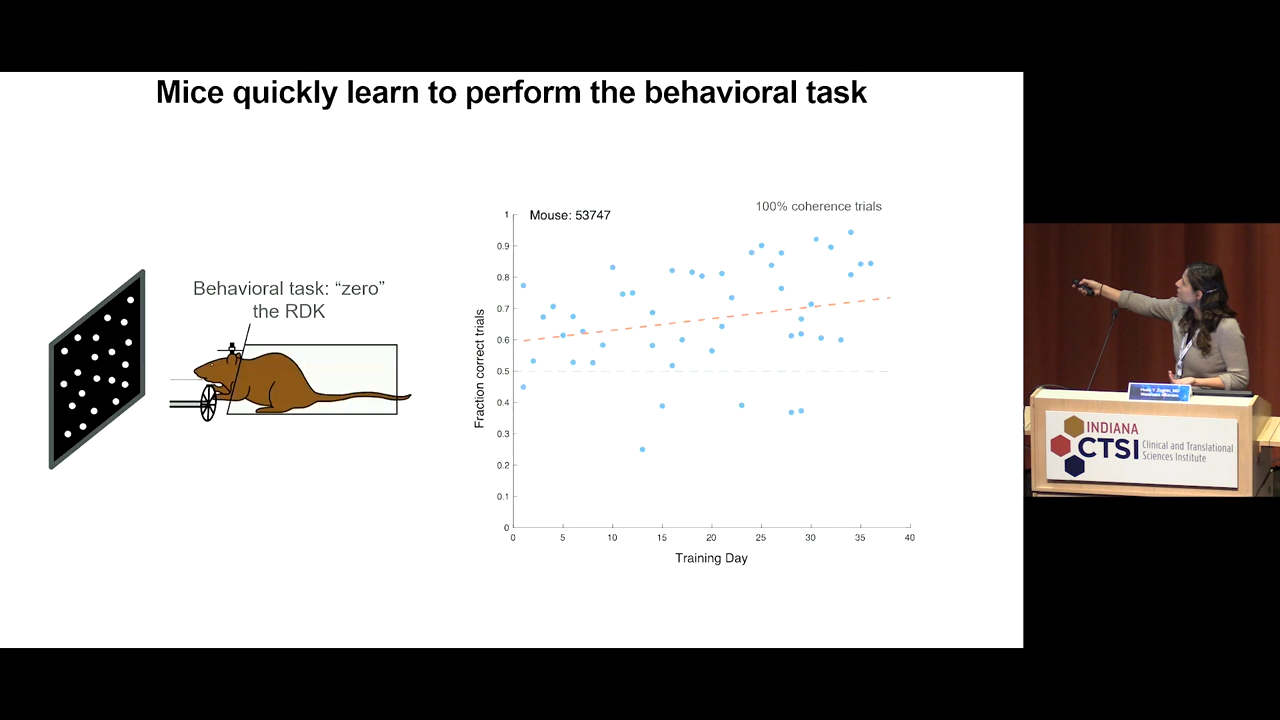 Mice quickly learn to perform the behavioral task
Behavioral task: “zero”
the RDK
Mouse: 53747
100% coherence trials
Fraction correct trials
1
0.9
0.8
0.7
0.6
0.5
0.4
0.3
0.2
0.1
0
0 5 10 15 20 25 30 35 40
Training Day
INDIANA
CTSI
Clinical and Translational
Sciences Institute